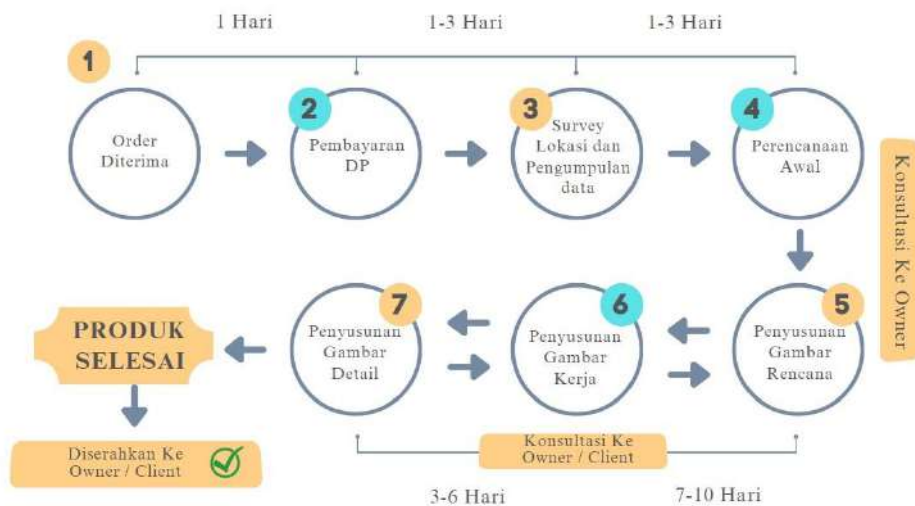 1 Hari
1-3 Hari
1-3 Hari
1
Order
Diterima
2
Pembayaran
DP
3
Survey
Lokasi dan
Pengumpulan
data
4
Perencanaan
Awal
Konsultasi Ke Owner
5
Penyusunan
Gambar
Rencana
6
Penyusunan
Gambar
Kerja
7
Penyusunan
Gambar
Detail
PRODUK
SELESAI
Diserahkan Ke
Owner / Client
Konsultasi Ke
Owner / Client
3-6 Hari
7-10 Hari